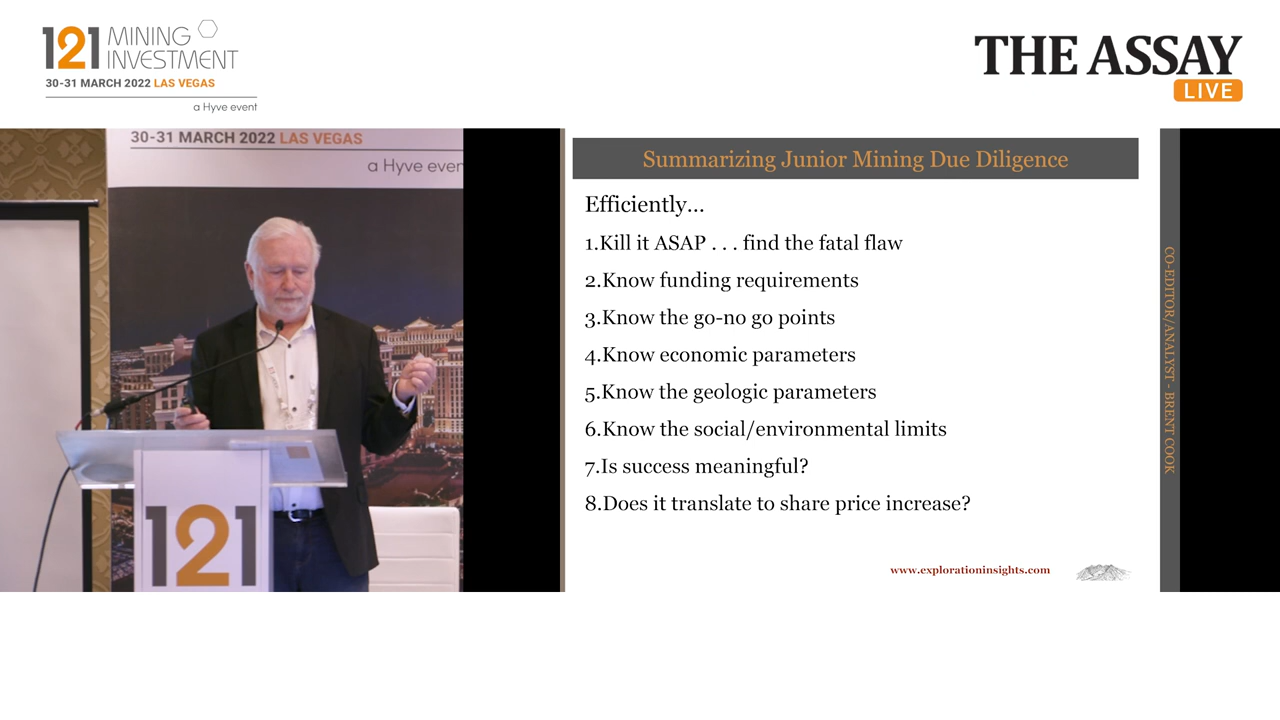 121 MINING
INVESTMENT
30-31 MARCH 2022 LAS VEGAS
a Hyve event
THE ASSAY
LIVE
30-31 MARCH 2022 LAS VEGAS
a Hyve even
121
Summarizing Junior Mining Due Diligence
Efficiently...
1.Kill it ASAP . . . find the fatal flaw
2.Know funding requirements
3.Know the go-no go points
4.Know economic parameters
5.Know the geologic parameters
6.Know the social/environmental limits
7.Is success meaningful?
8.Does it translate to share price increase?
www.explorationinsights.com
CO-EDITOR/ANALYST - BRENT COOK